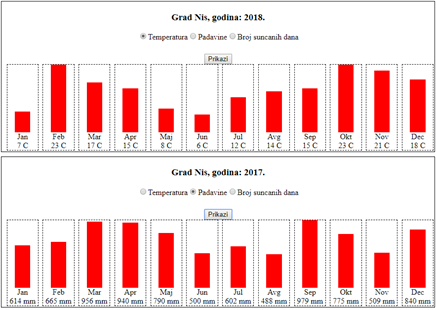 Grad Nis, godina: 2018.
Temperatura Padavine Broj suncanih dana
Prikazi
Jan Feb Mar Apr Maj Jun Jul Avg Sep Okt Nov Dec
7 C 23 C 17 C 15 C 8 C 6 C 12 C 14 C 15 C 23 C 21 C 18 C
Grad Nis, godina: 2017.
Temperatura Padavine Broj suncanih dana
Prikazi
Jan Feb Mar Apr Maj Jun Jul Avg Sep Okt Nov Dec
614 mm 665 mm 956 mm 940 mm 790 mm 500 mm 602 mm 488 mm 979 mm 775 mm 509 mm 840 mm